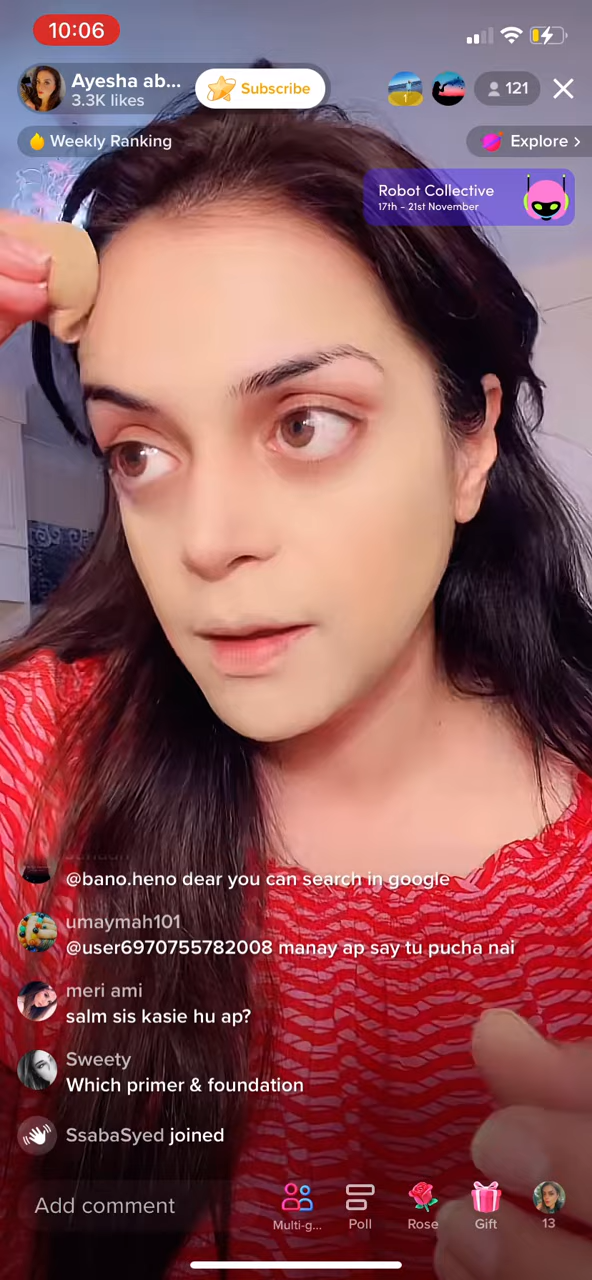 10:06
Ayesha ab...
3.3K likes
Subscribe
1
121
Weekly Ranking
Explore >
Robot Collective
17th - 21st November
@bano.heno dear you can search in google
umaymah101
@user6970755782008 manay ap say tu pucha nai
meri ami
salm sis kasie hu ap?
Sweety
Which primer & foundation
SsabaSyed joined
Add comment
Multi-g...
Poll
Rose
Gift
13